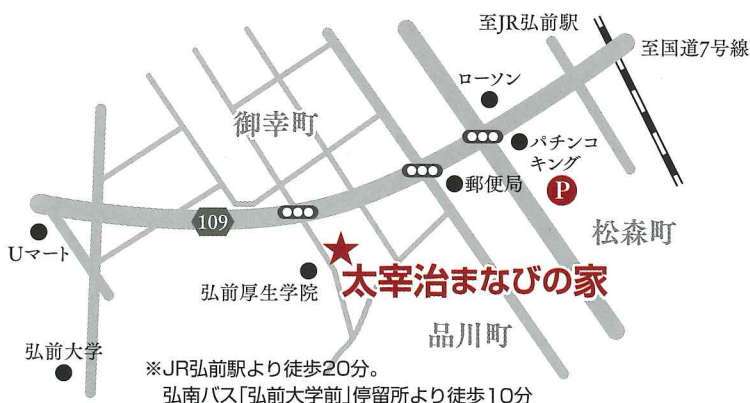 至JR弘前駅
至国道7号線
ローソン
御幸町
パチンコ
キング
郵便局
P
109
松森町
Uマート
太宰治まなびの家
弘前厚生学院
品川町
弘前大学
※JR弘前駅より徒歩20分。
弘南バス「弘前大学前」停留所より徒歩10分